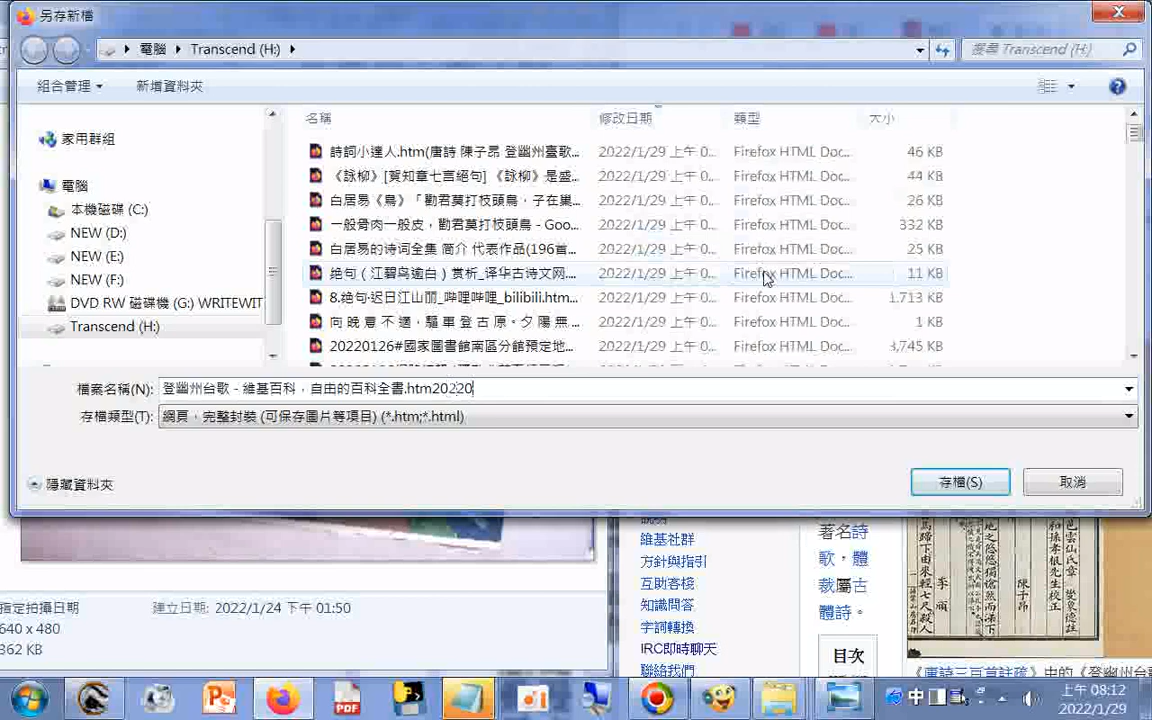 另存新檔
電腦 Transcend (H:)
搜尋 Transcend (H:)
組合管理
新增資料夾
家用群組
電腦
本機磁碟 (C:)
NEW (D:)
NEW (E:)
NEW (F:)
DVD RW 磁碟機 (G:) WRITEWIT
Transcend (H:)
名稱 修改日期 類型 大小
詩詞小達人.htm(唐詩 陳子昂 登幽州臺歌... 2022/1/29 上午 0... Firefox HTML Doc... 46 KB
《詠柳》[賀知章七言絕句] 《詠柳》是盛... 2022/1/29 上午 0... Firefox HTML Doc... 44 KB
白居易《鳥》「勸君莫打枝頭鳥，子在巢... 2022/1/29 上午 0... Firefox HTML Doc... 26 KB
一般骨肉一般皮，勸君莫打枝頭鳥 - Goo... 2022/1/29 上午 0... Firefox HTML Doc... 332 KB
白居易的诗词全集 简介 代表作品(196首... 2022/1/29 上午 0... Firefox HTML Doc... 25 KB
绝句（江碧鸟逾白）赏析_译华古诗文网.... 2022/1/29 上午 0... Firefox HTML Doc... 11 KB
8.绝句·迟日江山丽_哔哩哔哩_bilibili.htm... 2022/1/29 上午 0... Firefox HTML Doc... 1,713 KB
向 晚 意 不 適，驅 車 登 古 原。夕 陽 無 ... 2022/1/29 上午 0... Firefox HTML Doc... 1 KB
20220126#國家圖書館南區分館預定地... 2022/1/29 上午 0... Firefox HTML Doc... 3,745 KB
檔案名稱(N): 登幽州台歌 - 維基百科，自由的百科全書.htm20220
存檔類型(T): 網頁，完整封裝 (可保存圖片等項目) (*.htm;*.html)
隱藏資料夾
存檔(S)
取消
指定拍攝日期
建立日期: 2022/1/24 下午 01:50
640 x 480
362 KB
維基社群
方針與指引
互助客棧
知識問答
字詞轉換
IRC即時聊天
聯絡我們
著名詩
歌，體
裁屬古
體詩。
目次
陳子昂
《唐詩三百首註疏》中的《登幽州台
中
上午 08:12
2022/1/29